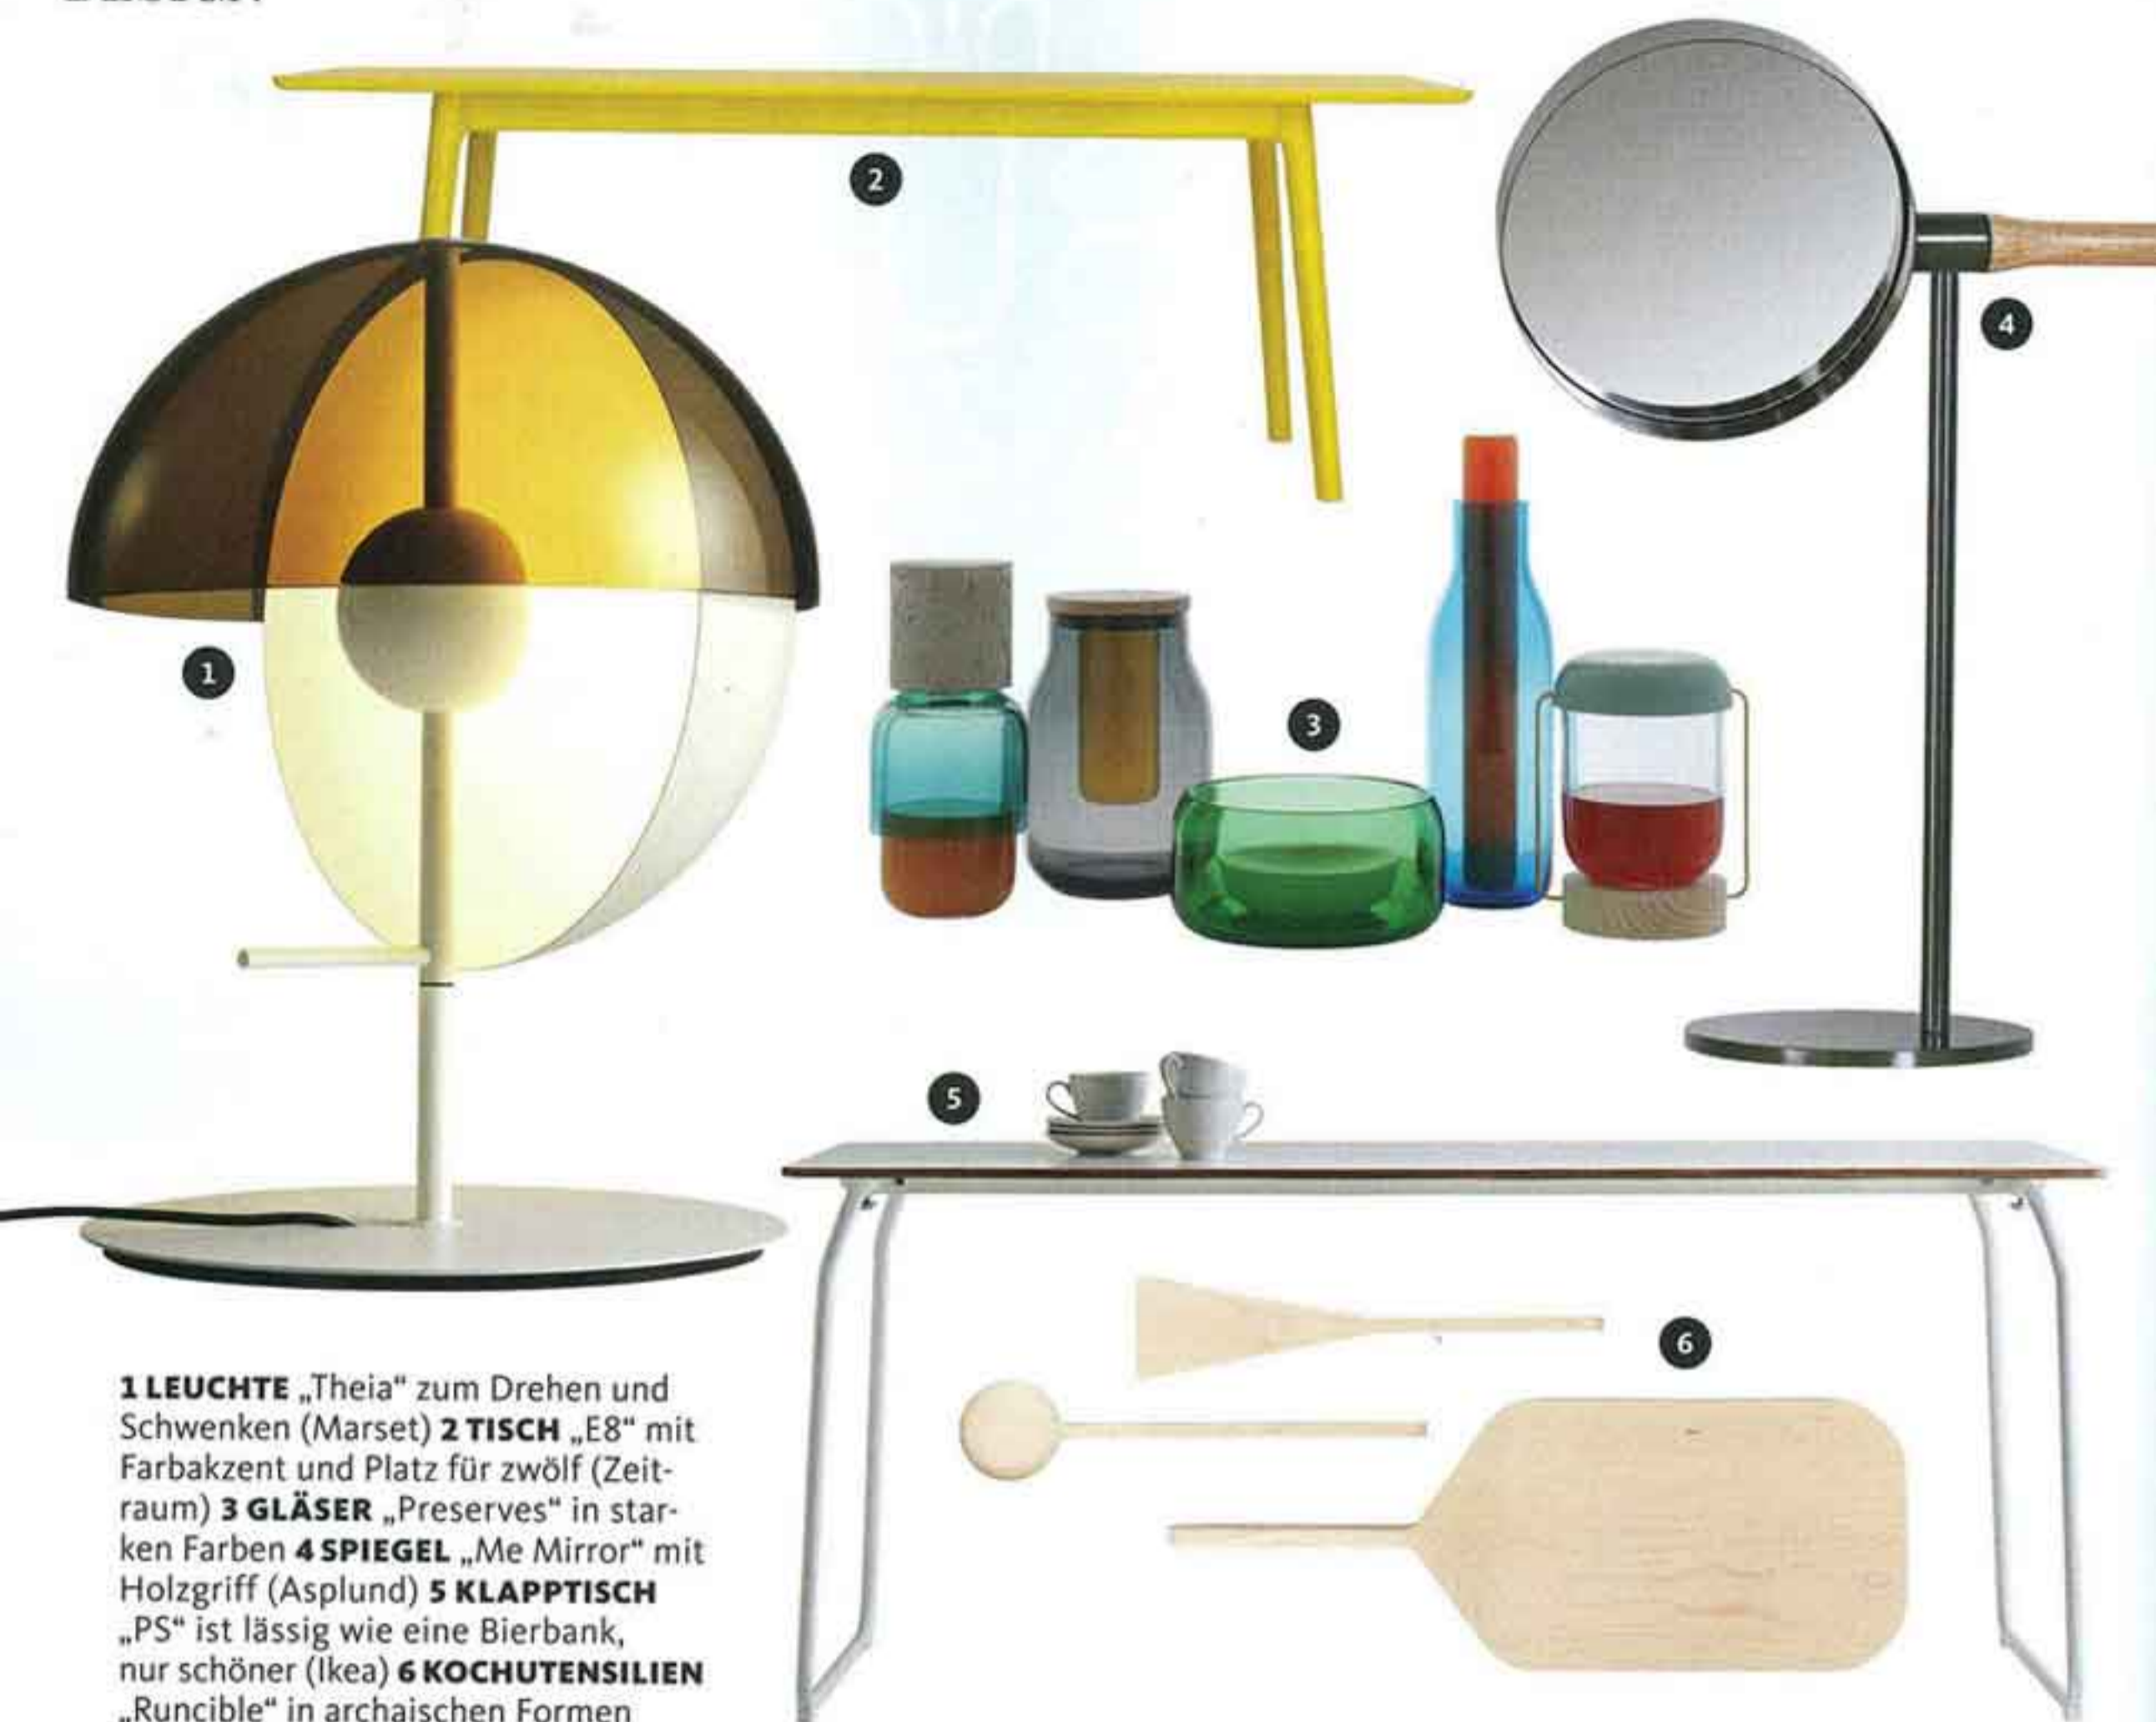 2
4
1
3
5
6
1 LEUCHTE „Theia“ zum Drehen und
Schwenken (Marset) 2 TISCH „E8“ mit
Farbakzent und Platz für zwölf (Zeit-
raum) 3 GLÄSER „Preserves“ in star-
ken Farben 4 SPIEGEL „Me Mirror“ mit
Holzgriff (Asplund) 5 KLAPPTISCH
„PS“ ist lässig wie eine Bierbank,
nur schöner (Ikea) 6 KOCHUTENSILIEN
„Runcible“ in archaischen Formen